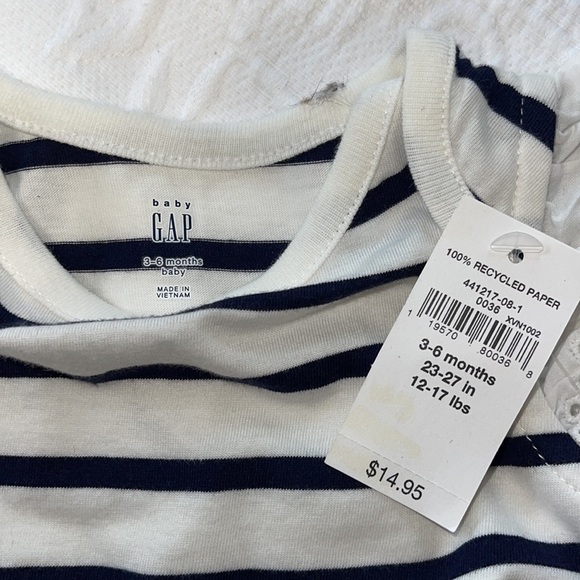 baby
GAP
3-6 months
baby
MADE IN
VIETNAM
100% RECYCLED PAPER
441217-08-1
0036 XVN1002
1 19570 80036 8
3-6 months
23-27 in
12-17 lbs
$14.95